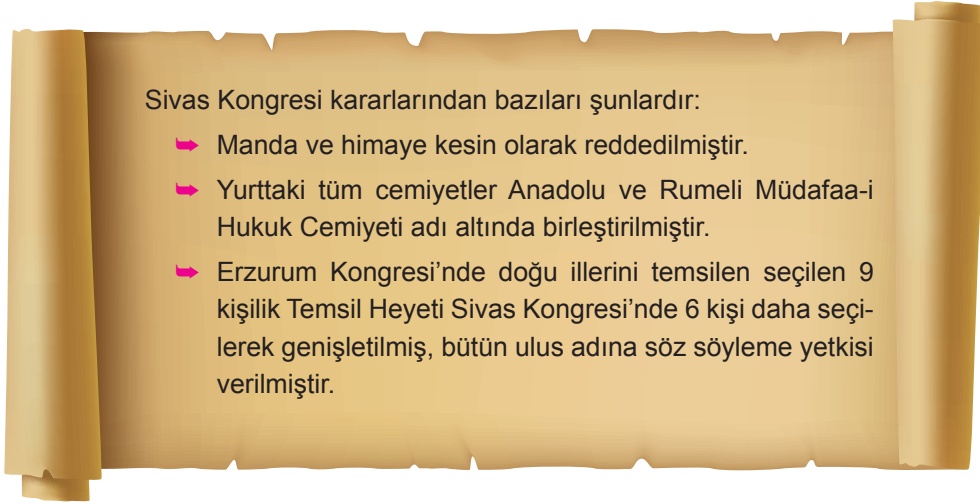 Sivas Kongresi kararlarından bazıları şunlardır:
➥ Manda ve himaye kesin olarak reddedilmiştir.
➥ Yurttaki tüm cemiyetler Anadolu ve Rumeli Müdafaa-i
Hukuk Cemiyeti adı altında birleştirilmiştir.
➥ Erzurum Kongresi’nde doğu illerini temsilen seçilen 9
kişilik Temsil Heyeti Sivas Kongresi’nde 6 kişi daha seçi-
lerek genişletilmiş, bütün ulus adına söz söyleme yetkisi
verilmiştir.